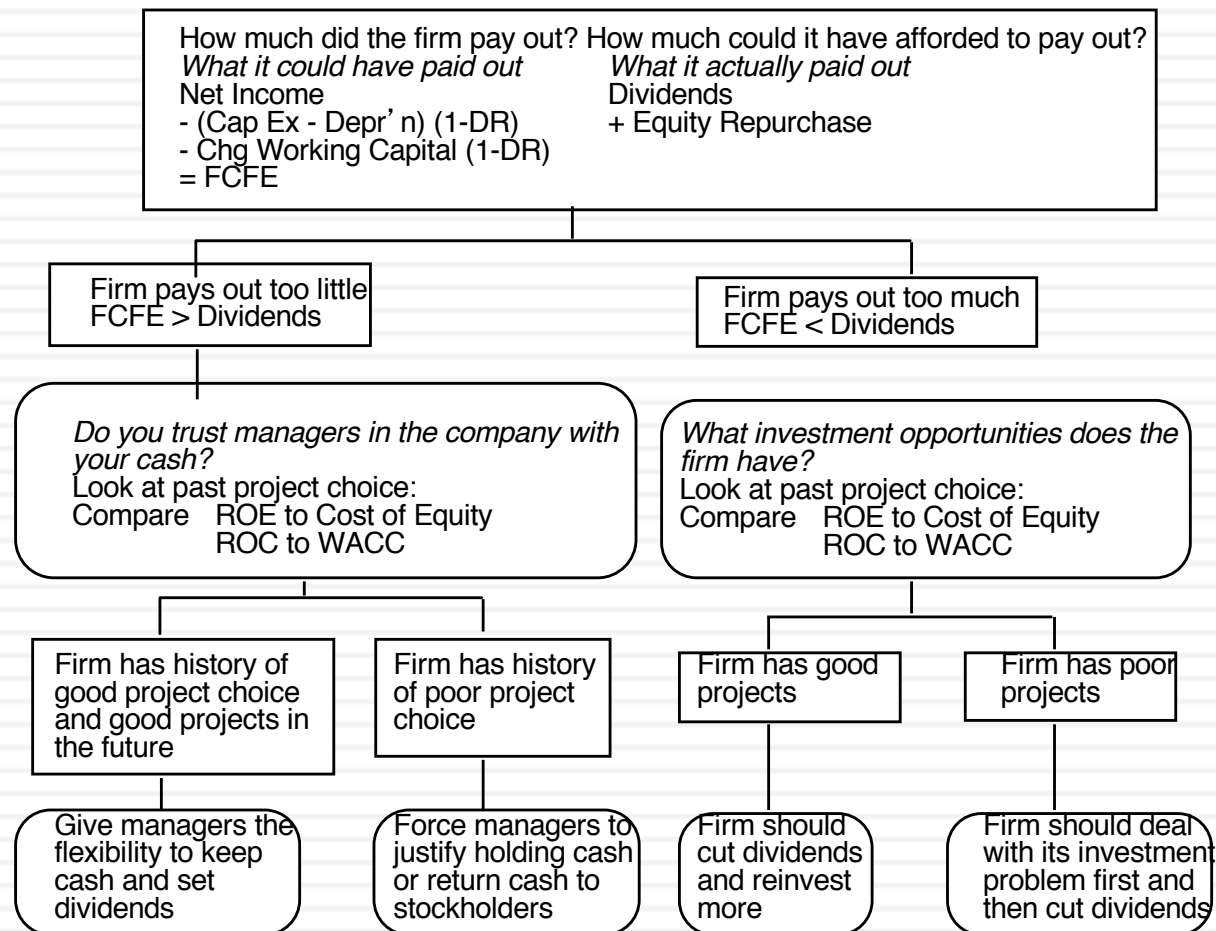 How much did the firm pay out? How much could it have afforded to pay out?
What it could have paid out What it actually paid out
Net Income Dividends
- (Cap Ex - Depr’n) (1-DR) + Equity Repurchase
- Chg Working Capital (1-DR)
= FCFE
Firm pays out too little
FCFE > Dividends
Firm pays out too much
FCFE < Dividends
Do you trust managers in the company with
your cash?
Look at past project choice:
Compare ROE to Cost of Equity
ROC to WACC
What investment opportunities does the
firm have?
Look at past project choice:
Compare ROE to Cost of Equity
ROC to WACC
Firm has history of
good project choice
and good projects in
the future
Firm has history
of poor project
choice
Firm has good
projects
Firm has poor
projects
Give managers the
flexibility to keep
cash and set
dividends
Force managers to
justify holding cash
or return cash to
stockholders
Firm should
cut dividends
and reinvest
more
Firm should deal
with its investment
problem first and
then cut dividends